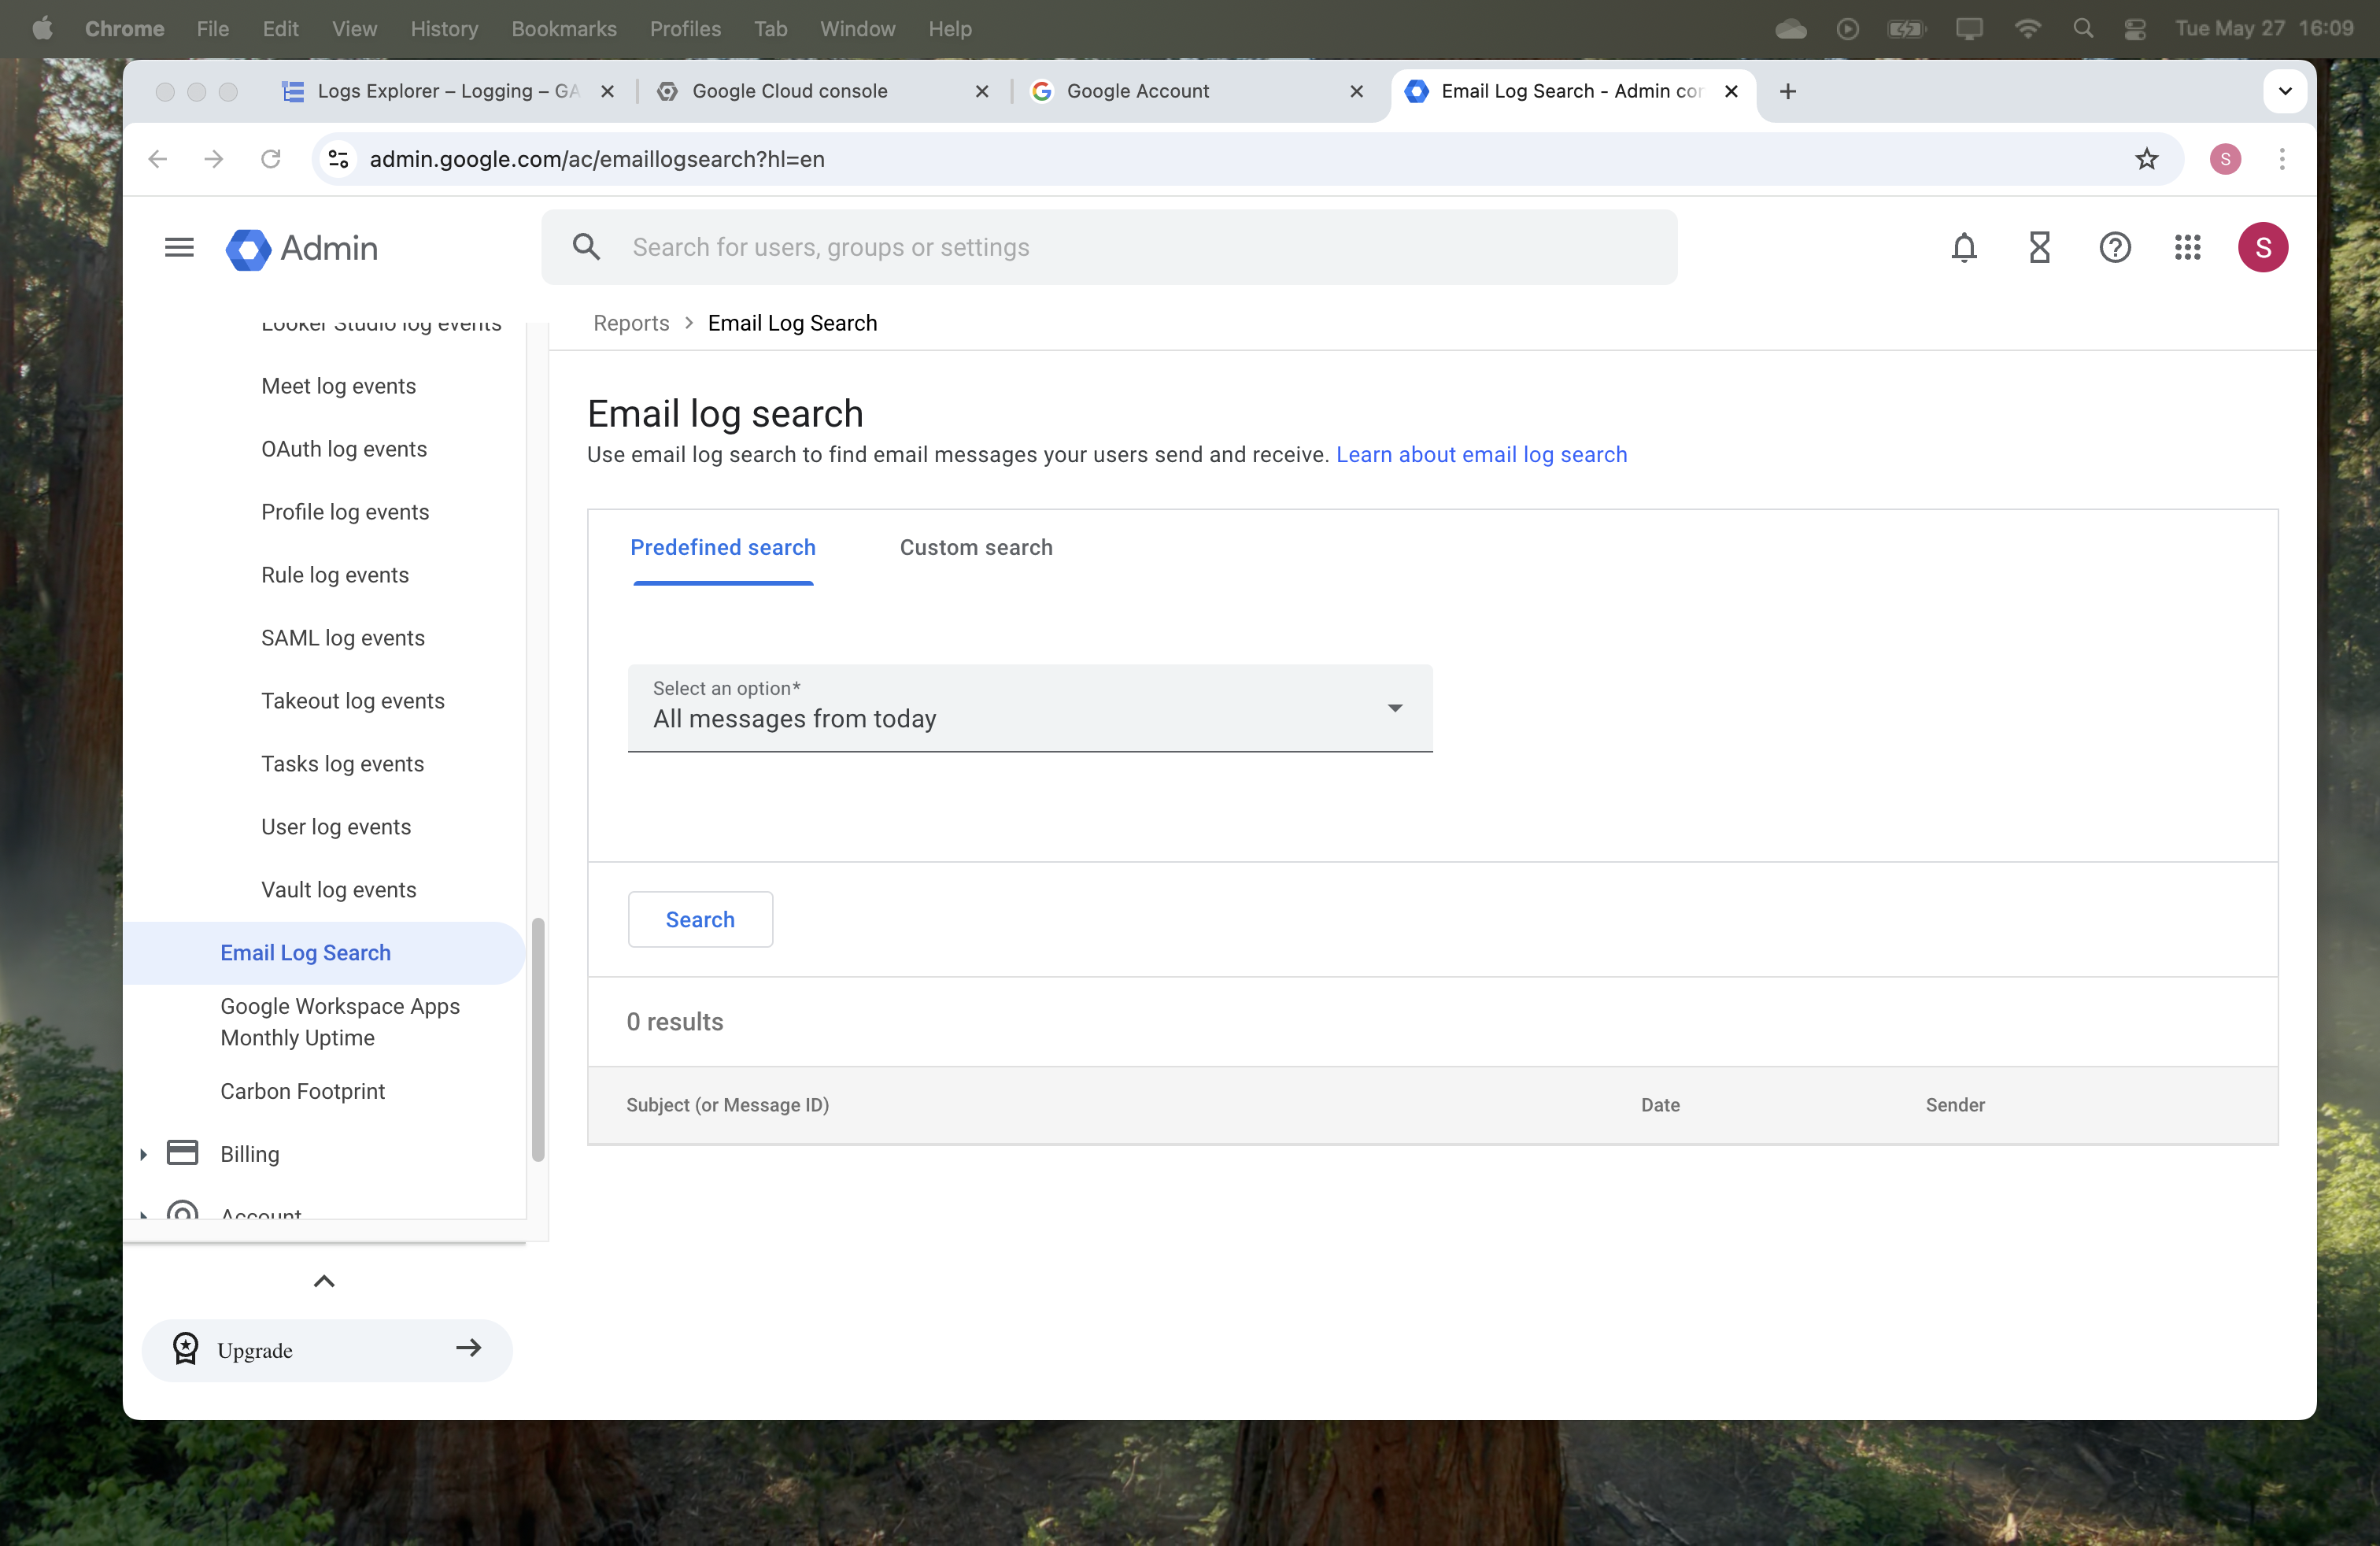 Chrome File Edit View History Bookmarks Profiles Tab Window Help Tue May 27 16:09
Logs Explorer – Logging – GA Google Cloud console Google Account Email Log Search - Admin con
admin.google.com/ac/emaillogsearch?hl=en S
Admin Search for users, groups or settings S
Looker Studio log events
Meet log events
OAuth log events
Profile log events
Rule log events
SAML log events
Takeout log events
Tasks log events
User log events
Vault log events
Email Log Search
Google Workspace Apps
Monthly Uptime
Carbon Footprint
Billing
Account
Upgrade
Reports > Email Log Search
Email log search
Use email log search to find email messages your users send and receive. Learn about email log search
Predefined search Custom search
Select an option*
All messages from today
Search
0 results
Subject (or Message ID) Date Sender